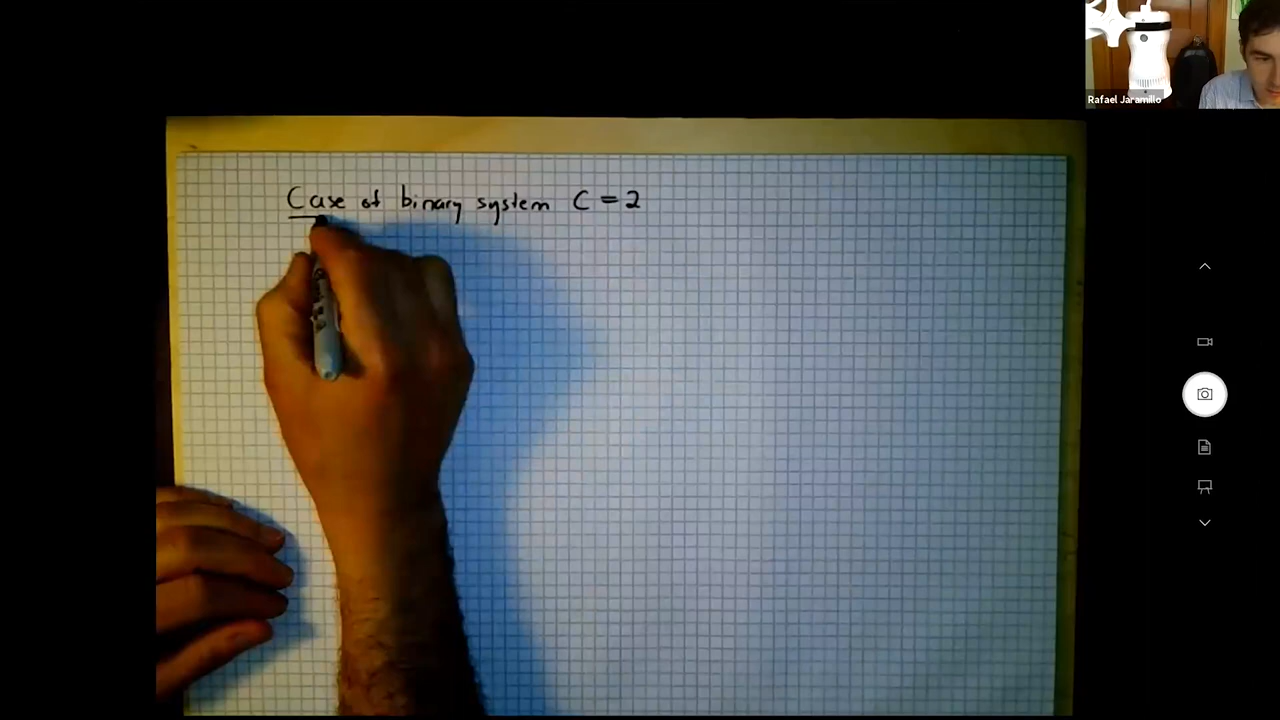 Rafael Jaramillo
Case of binary system C = 2